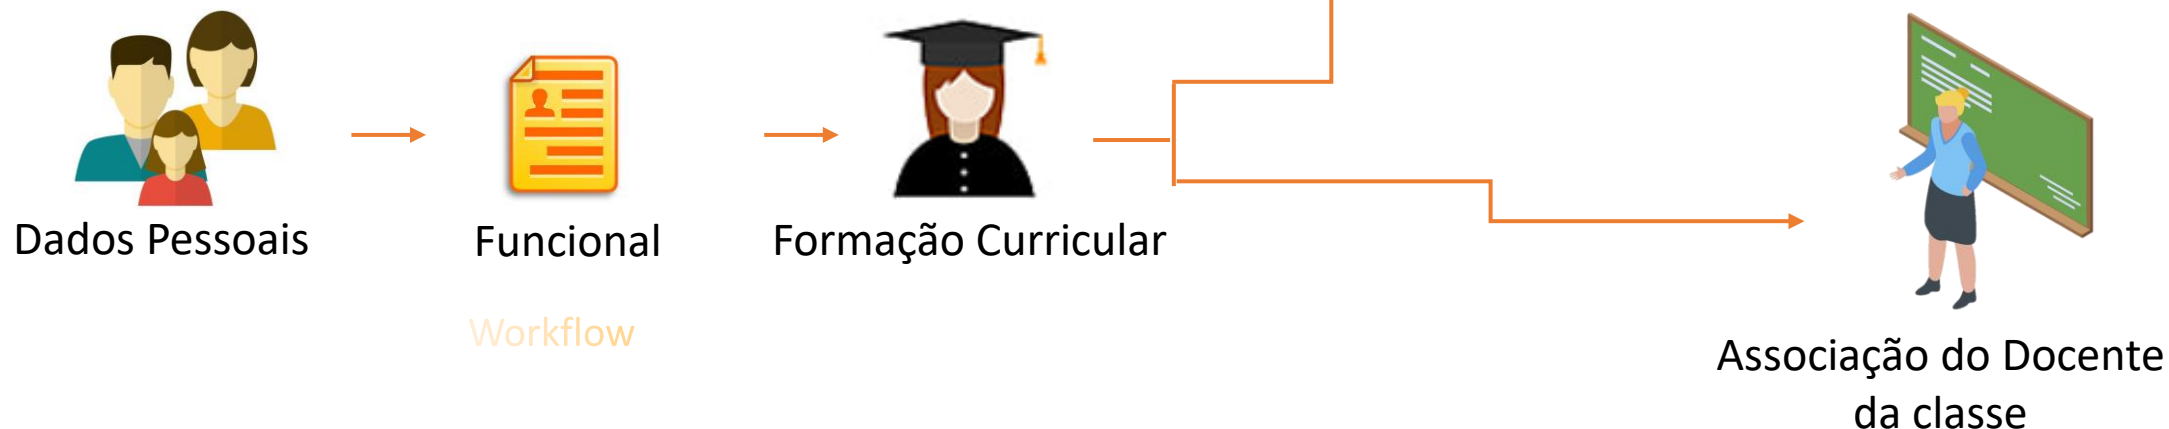 Dados Pessoais
Funcional
Formação Curricular
Workflow
Associação do Docente
da classe